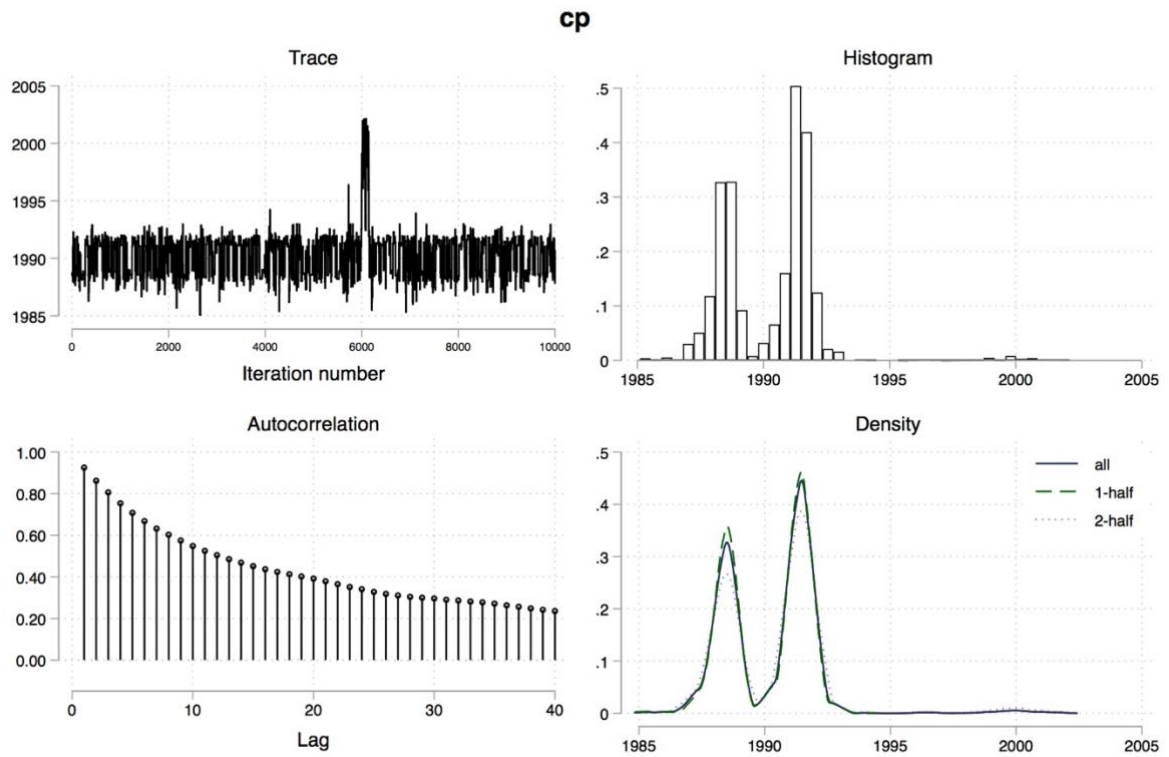 cp
Trace
2005
2000
1995
1990
1985
0 2000 4000 6000 8000 10000
Iteration number
Histogram
.5
.4
.3
.2
.1
0
1985 1990 1995 2000 2005
Autocorrelation
1.00
0.80
0.60
0.40
0.20
0.00
0 10 20 30 40
Lag
Density
.5
.4
.3
.2
.1
0
1985 1990 1995 2000 2005
all
1-half
2-half